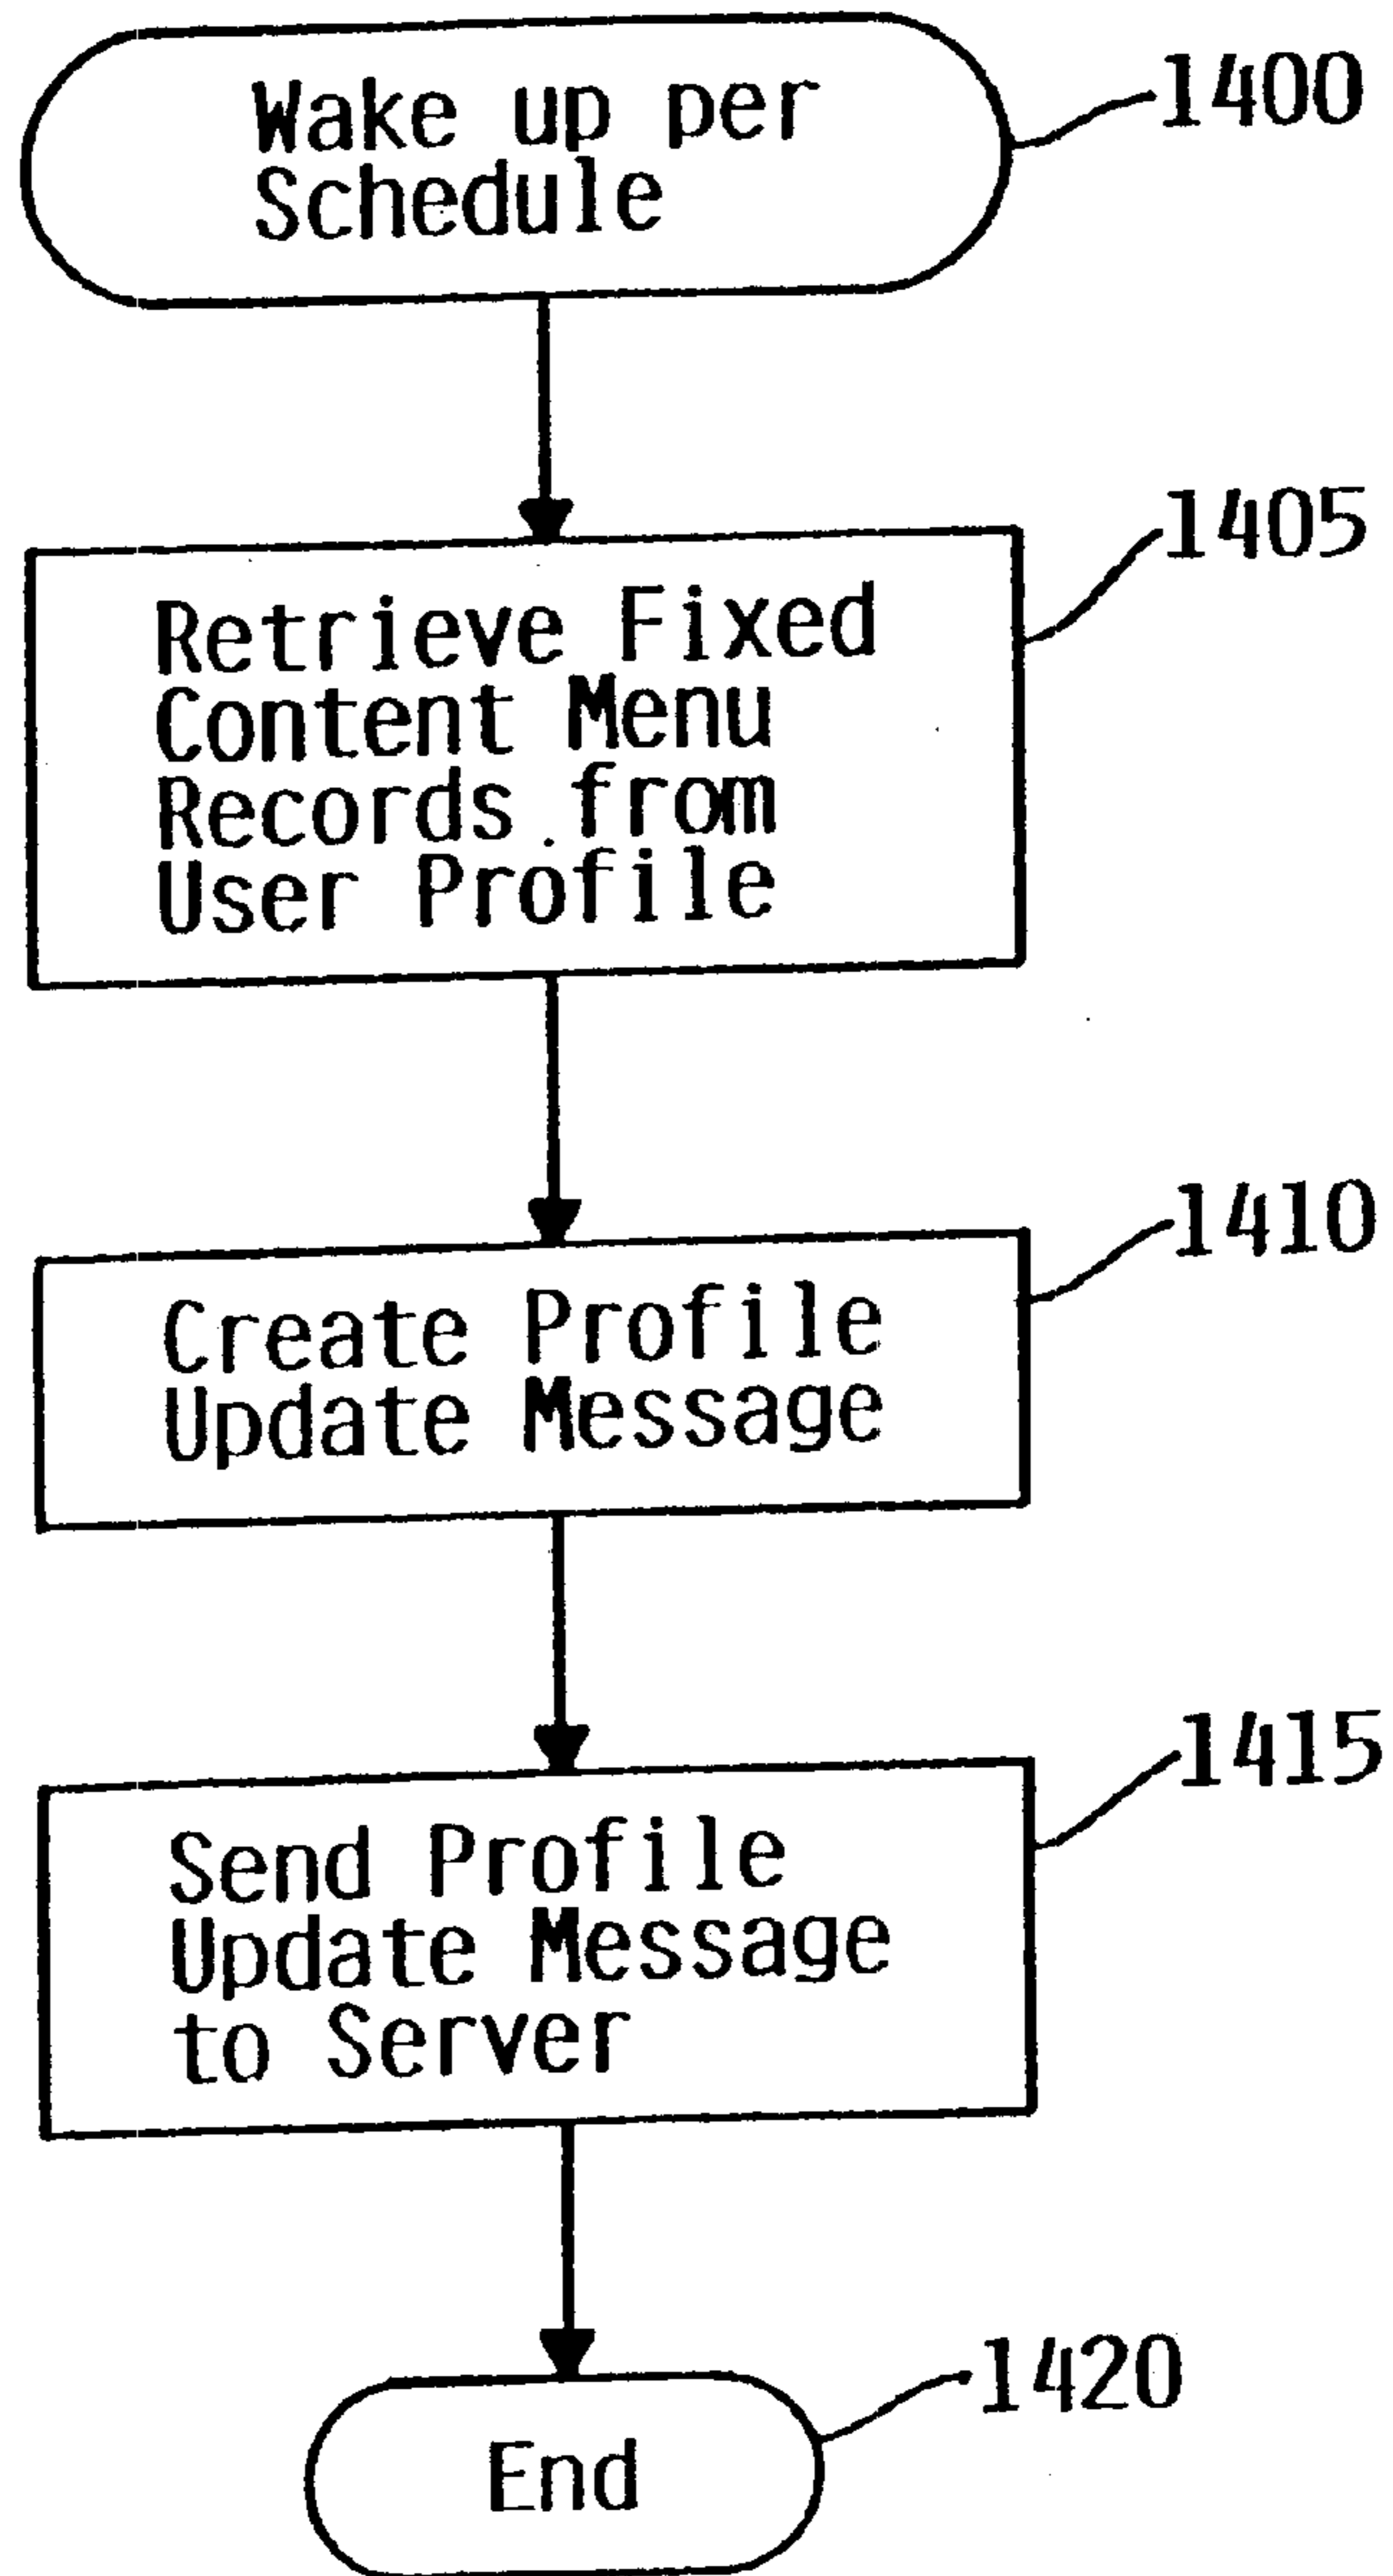 Wake up per
Schedule
1400
Retrieve Fixed
Content Menu
Records from
User Profile
1405
Create Profile
Update Message
1410
Send Profile
Update Message
to Server
1415
End
1420